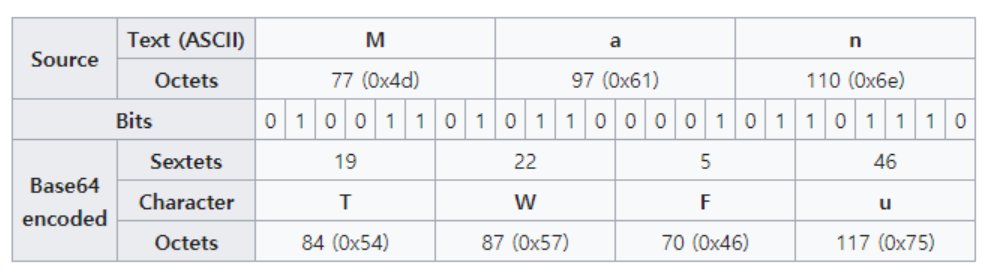 Source Text (ASCII) M a n
Octets 77 (0x4d) 97 (0x61) 110 (0x6e)
Bits 0 1 0 0 1 1 0 1 0 1 1 0 0 0 0 1 0 1 1 0 1 1 1 0
Base64 encoded Sextets 19 22 5 46
Character T W F u
Octets 84 (0x54) 87 (0x57) 70 (0x46) 117 (0x75)